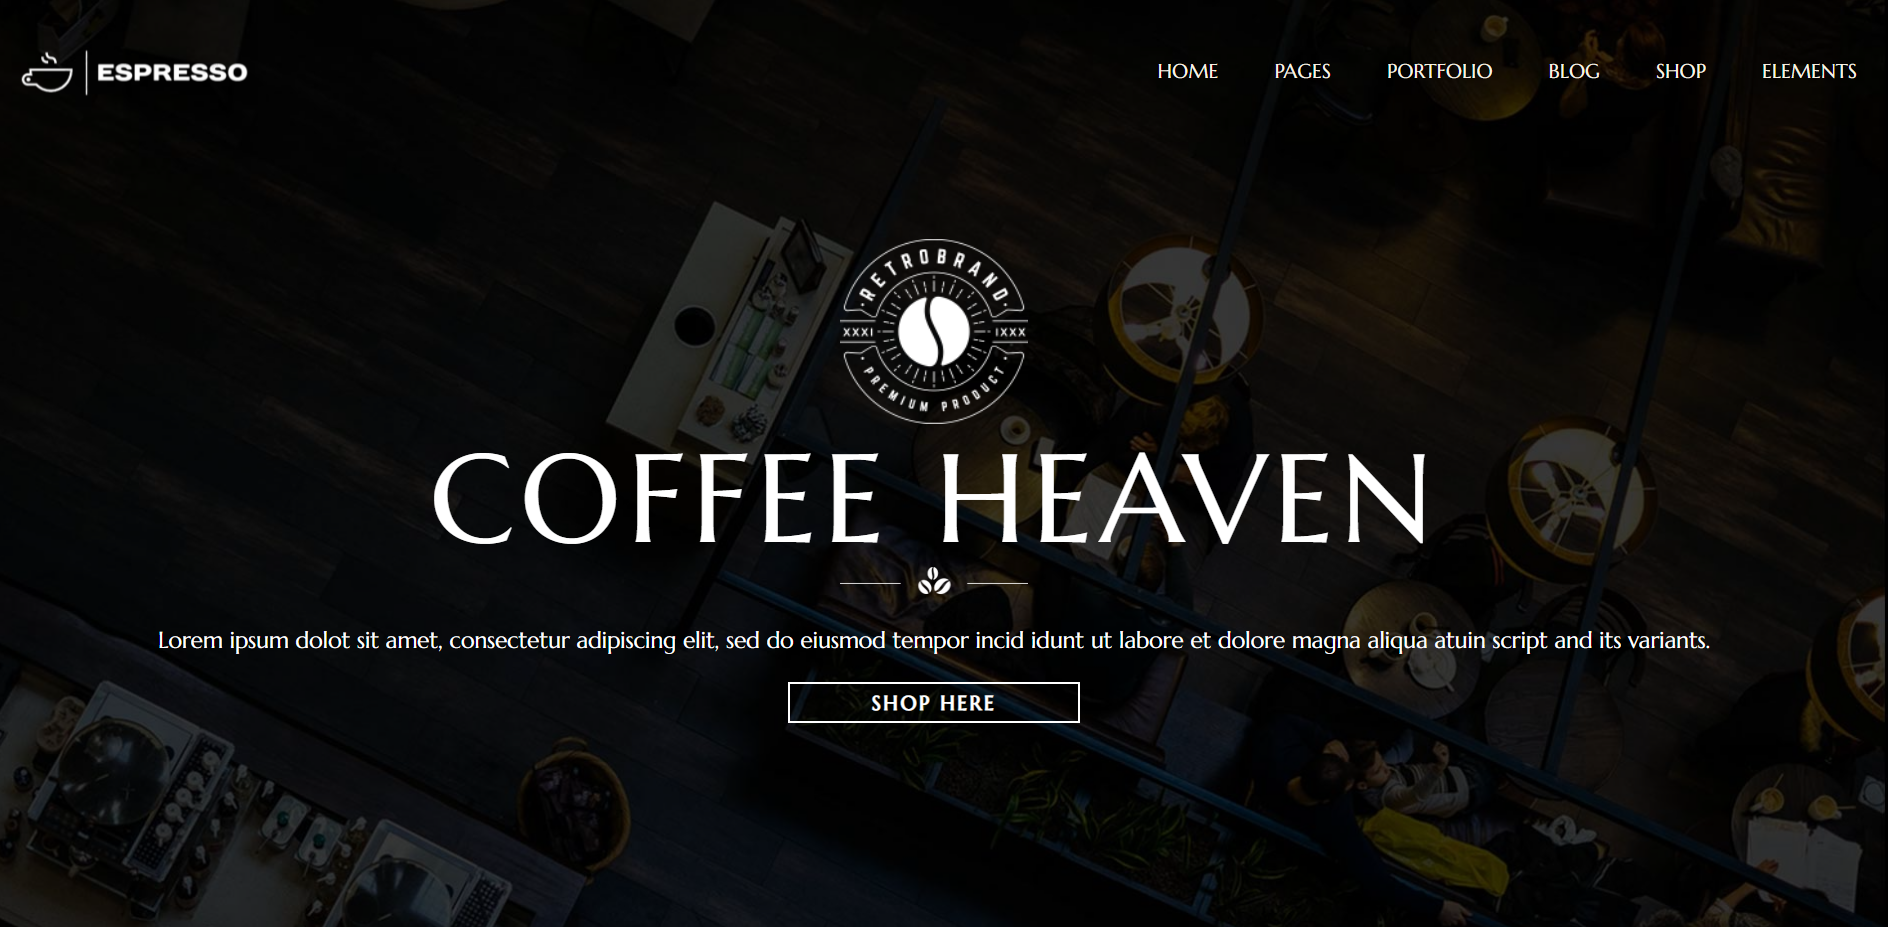 ESPRESSO
HOME PAGES PORTFOLIO BLOG SHOP ELEMENTS
RETROBRAND
XXXI IXXX
PREMIUM PRODUCT
COFFEE HEAVEN
Lorem ipsum dolot sit amet, consectetur adipiscing elit, sed do eiusmod tempor incid idunt ut labore et dolore magna aliqua atuin script and its variants.
SHOP HERE